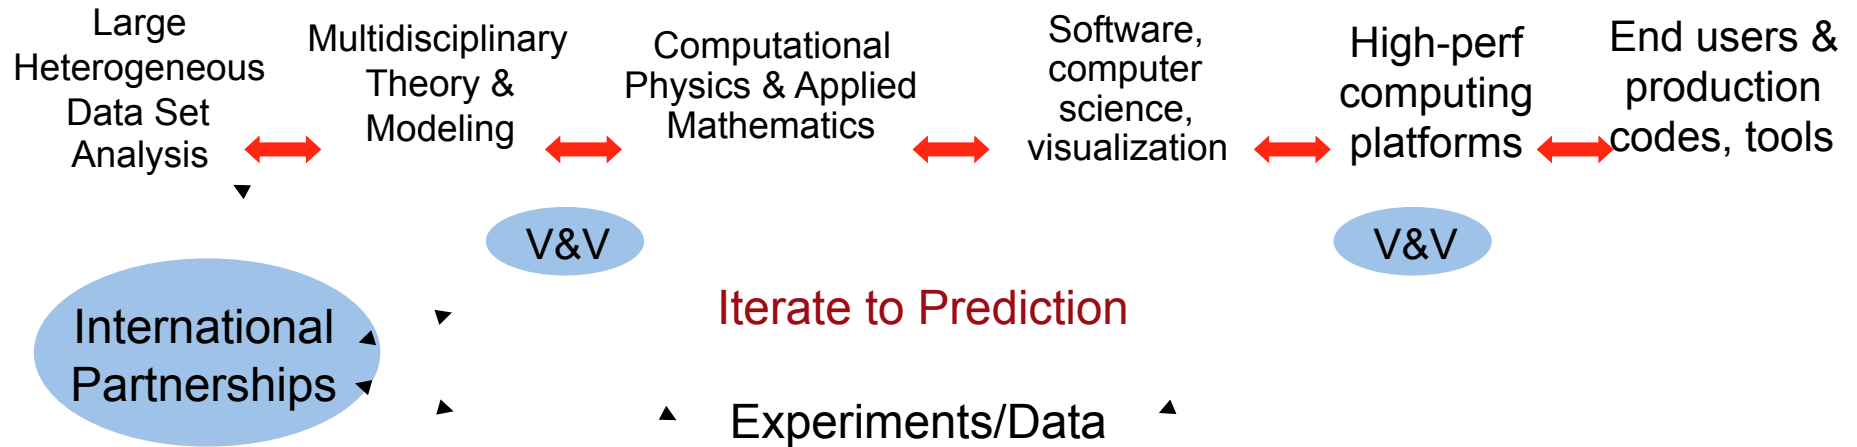 Large
Heterogeneous
Data Set
Analysis
Multidisciplinary
Theory &
Modeling
Computational
Physics & Applied
Mathematics
Software,
computer
science,
visualization
High-perf
computing
platforms
End users &
production
codes, tools
V&V
V&V
International
Partnerships
Iterate to Prediction
Experiments/Data